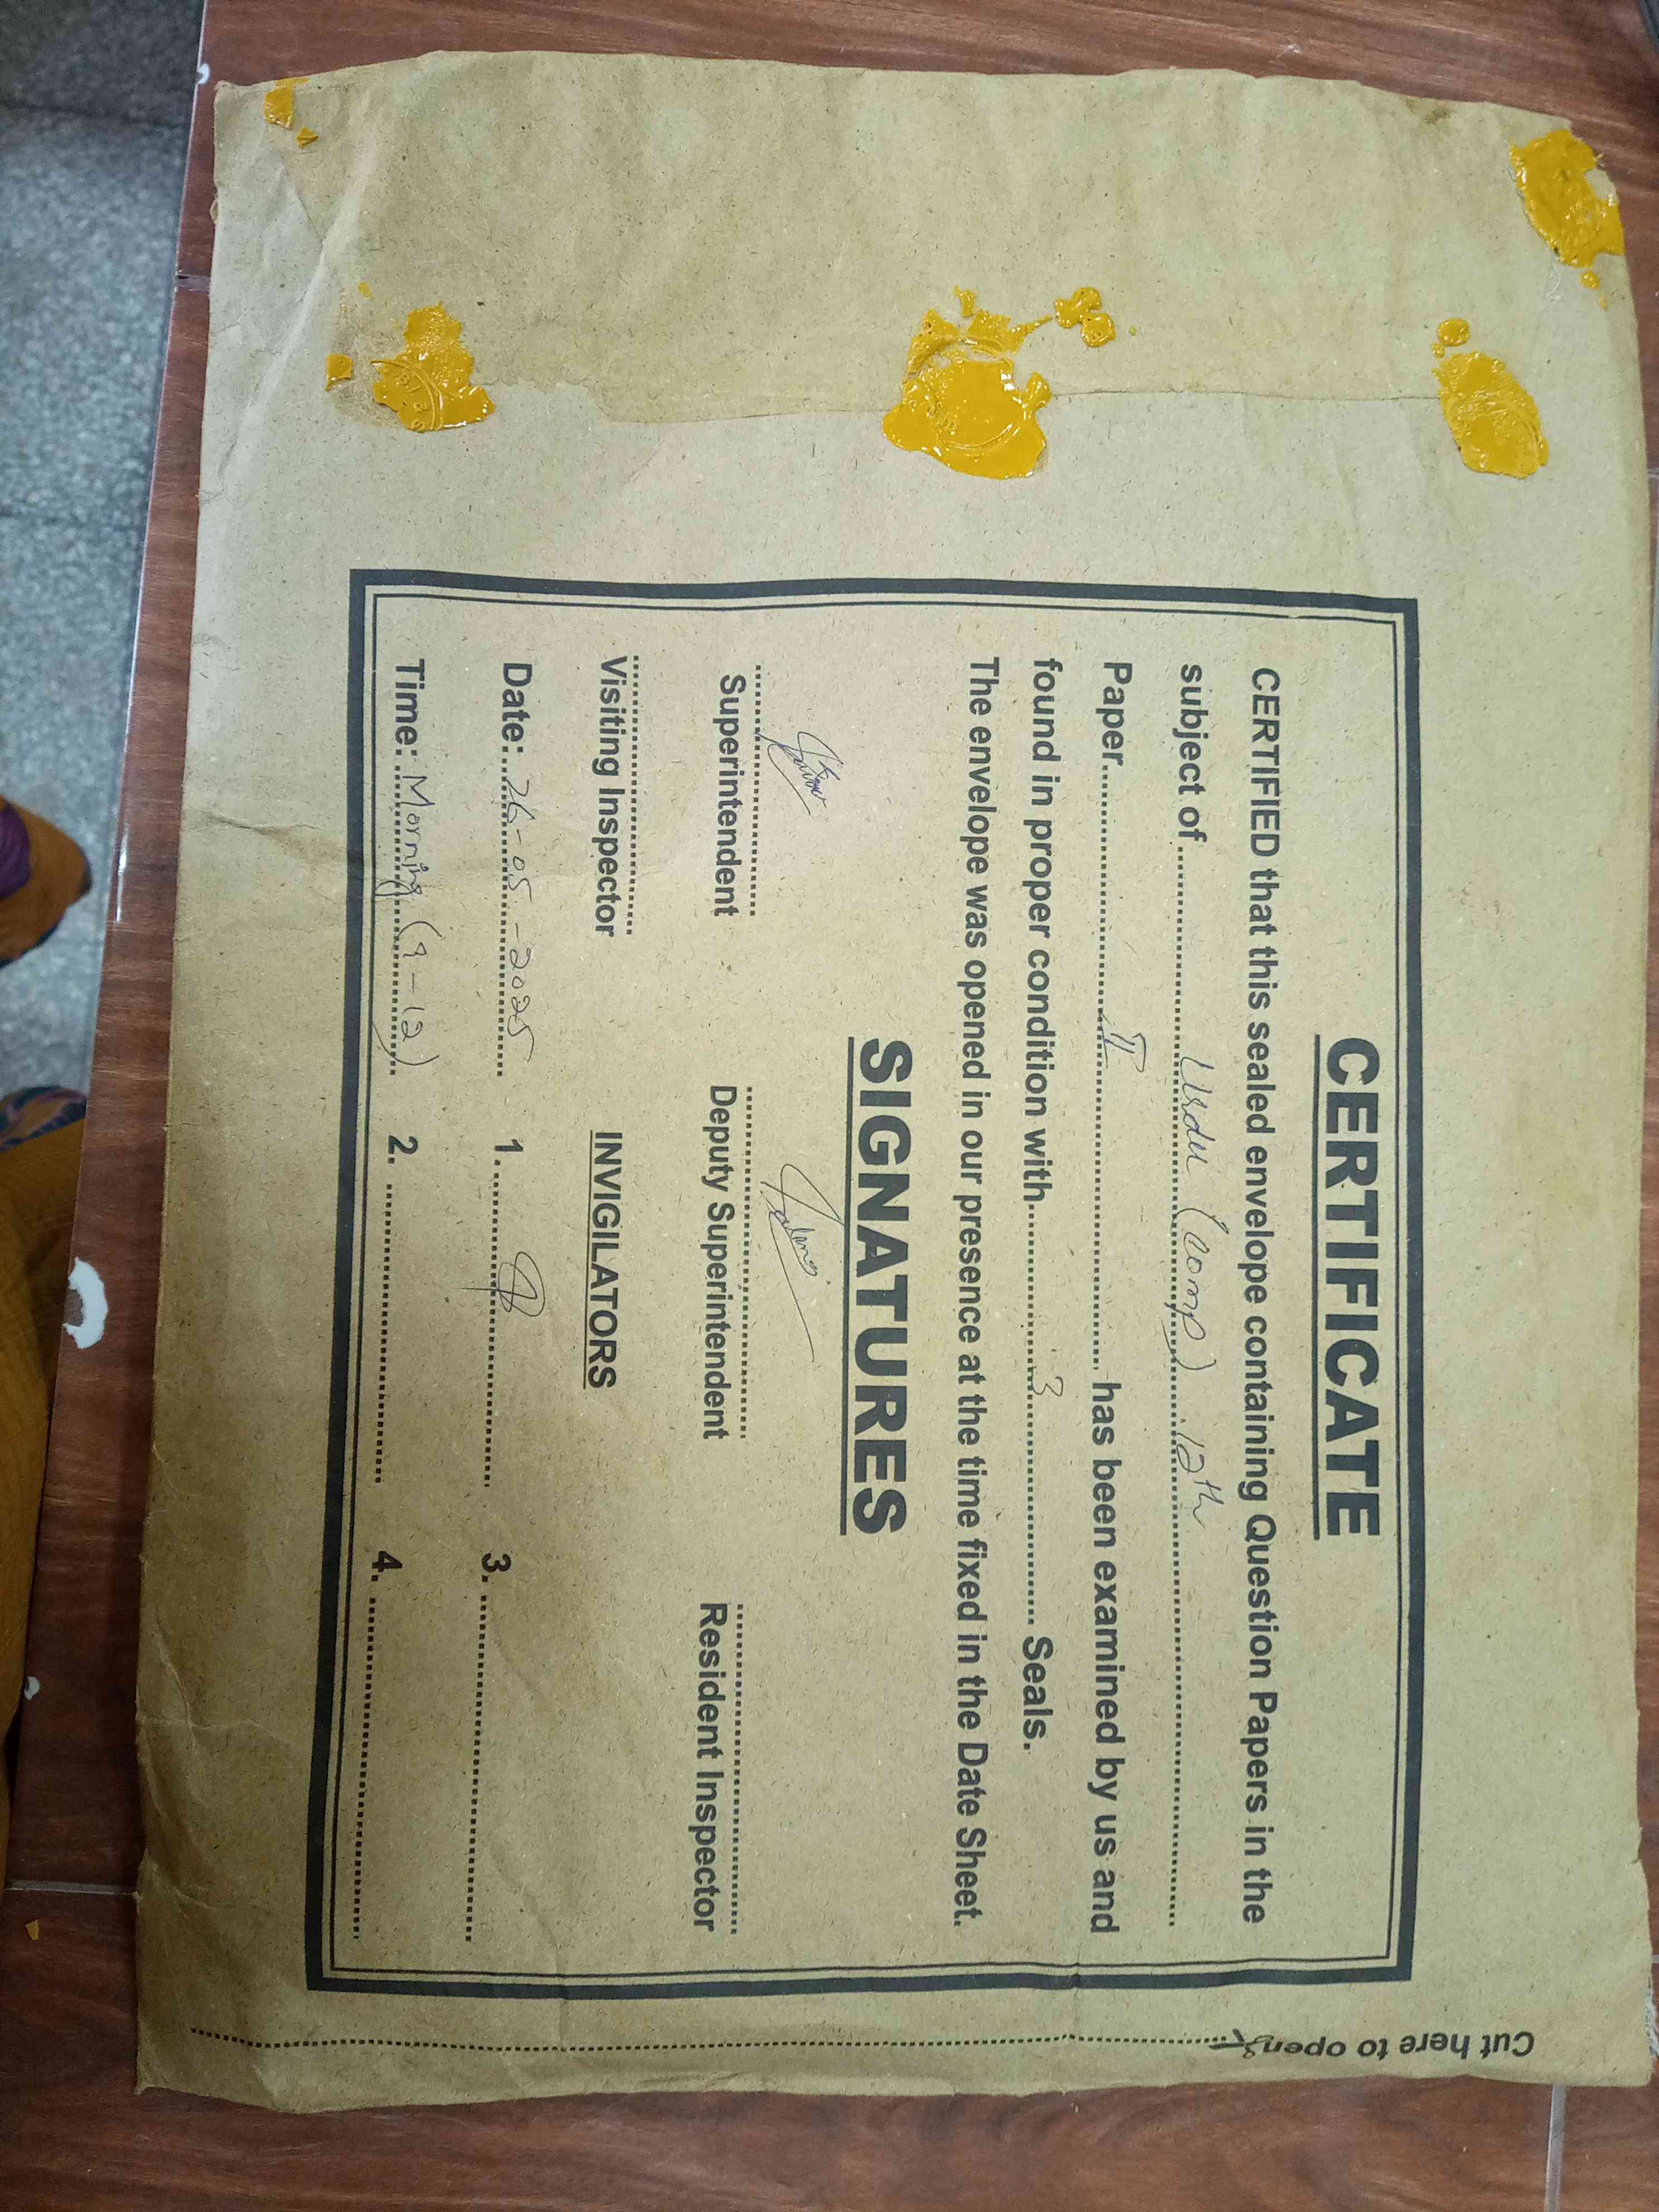 CERTIFICATE
CERTIFIED that this sealed envelope containing Question Papers in the
subject of.......Urdu (comp) 12th.......
Paper.......II....... has been examined by us and
found in proper condition with.......3....... Seals.
The envelope was opened in our presence at the time fixed in the Date Sheet.
SIGNATURES
Superintendent Deputy Superintendent Resident Inspector
Visiting Inspector INVIGILATORS
Date: 26-05-2025 1. 3.
Time: Morning (9-12) 2. 4.
Cut here to open